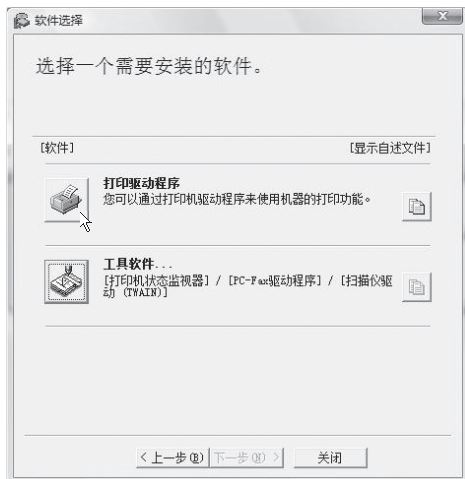 软件选择
选择一个需要安装的软件。
[软件] [显示自述文件]
打印驱动程序
您可以通过打印机驱动程序来使用机器的打印功能。
工具软件...
[打印机状态监视器] / [PC-Fax驱动程序] / [扫描仪驱
动 (TWAIN)]
<上一步(B) 下一步(N) > 关闭